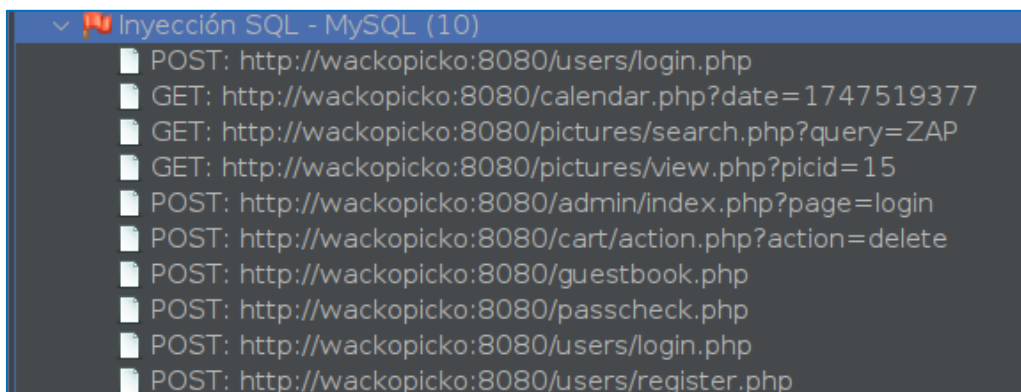 Inyección SQL - MySQL (10)
POST: http://wackopicko:8080/users/login.php
GET: http://wackopicko:8080/calendar.php?date=1747519377
GET: http://wackopicko:8080/pictures/search.php?query=ZAP
GET: http://wackopicko:8080/pictures/view.php?picid=15
POST: http://wackopicko:8080/admin/index.php?page=login
POST: http://wackopicko:8080/cart/action.php?action=delete
POST: http://wackopicko:8080/guestbook.php
POST: http://wackopicko:8080/passcheck.php
POST: http://wackopicko:8080/users/login.php
POST: http://wackopicko:8080/users/register.php